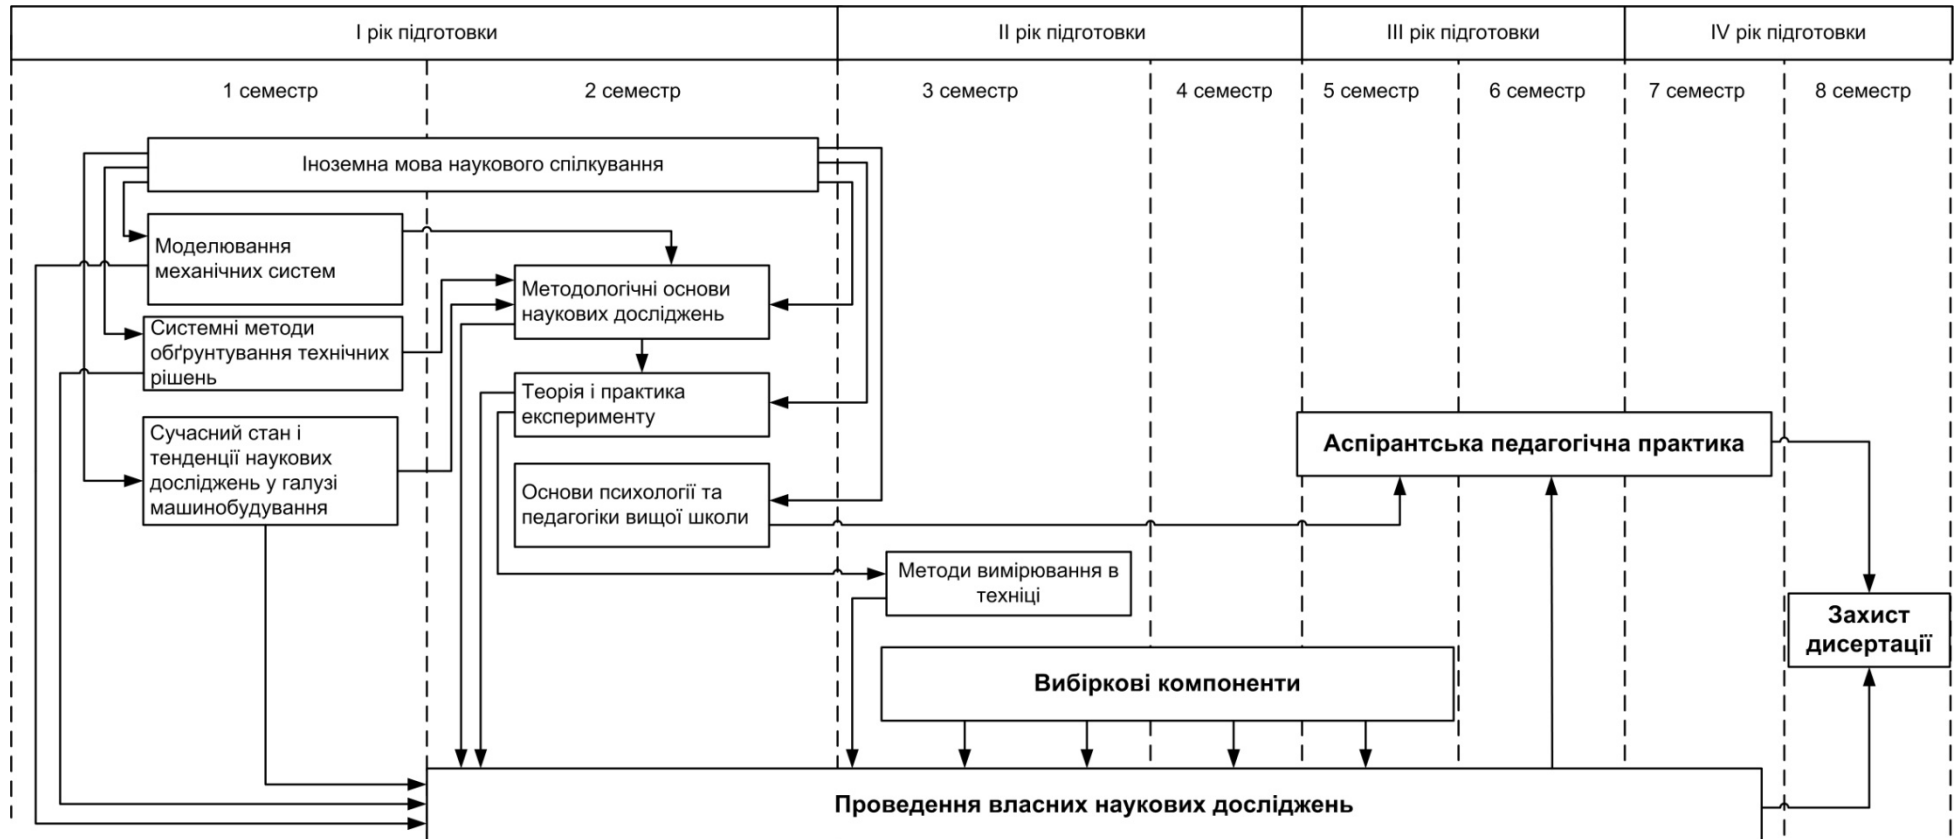 I рік підготовки
II рік підготовки
III рік підготовки
IV рік підготовки
1 семестр
2 семестр
3 семестр
4 семестр
5 семестр
6 семестр
7 семестр
8 семестр
Іноземна мова наукового спілкування
Моделювання
механічних систем
Методологічні основи
наукових досліджень
Системні методи
обґрунтування технічних
рішень
Теорія і практика
експерименту
Сучасний стан і
тенденції наукових
досліджень у галузі
машинобудування
Аспірантська педагогічна практика
Основи психології та
педагогіки вищої школи
Методи вимірювання в
техніці
Захист
дисертації
Вибіркові компоненти
Проведення власних наукових досліджень